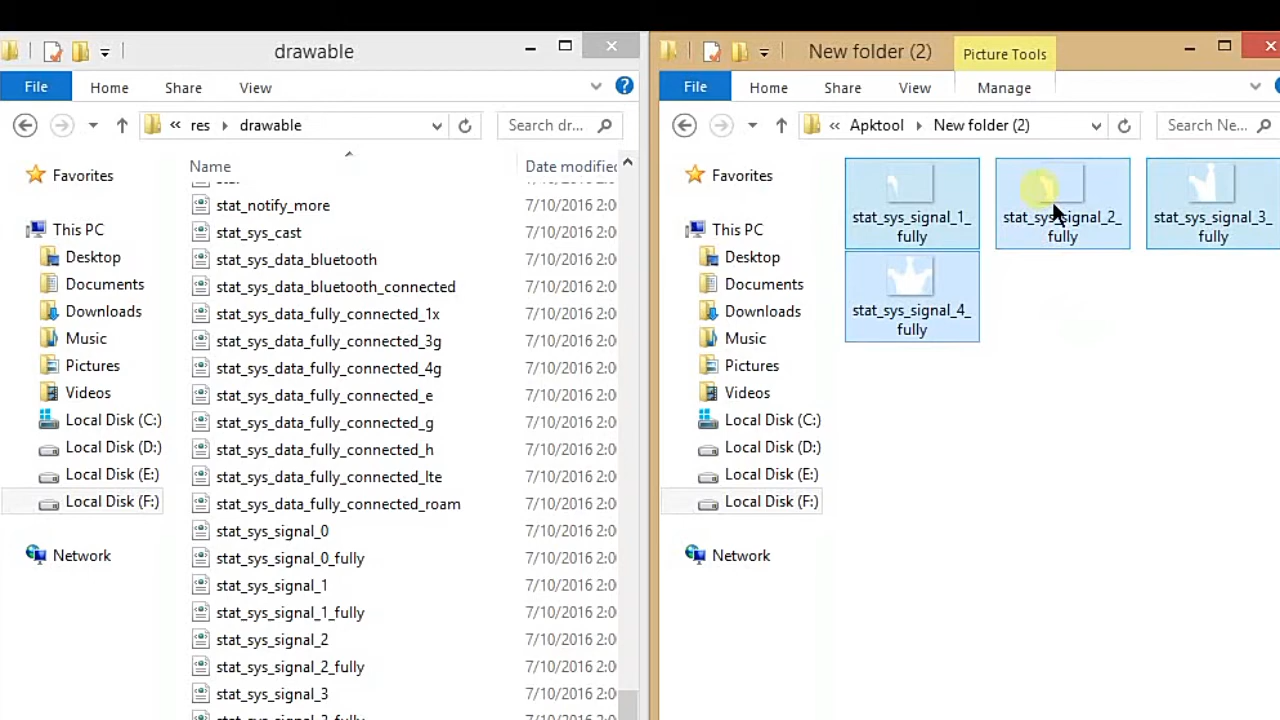 drawable
File
Home
Share
View
res
drawable
Search dr...
Name
Date modified
Favorites
This PC
Desktop
Documents
Downloads
Music
Pictures
Videos
Local Disk (C:)
Local Disk (D:)
Local Disk (E:)
Local Disk (F:)
Network
stat_notify_more
7/10/2016 2:0
stat_sys_cast
7/10/2016 2:0
stat_sys_data_bluetooth
7/10/2016 2:0
stat_sys_data_bluetooth_connected
7/10/2016 2:0
stat_sys_data_fully_connected_1x
7/10/2016 2:0
stat_sys_data_fully_connected_3g
7/10/2016 2:0
stat_sys_data_fully_connected_4g
7/10/2016 2:0
stat_sys_data_fully_connected_e
7/10/2016 2:0
stat_sys_data_fully_connected_g
7/10/2016 2:0
stat_sys_data_fully_connected_h
7/10/2016 2:0
stat_sys_data_fully_connected_lte
7/10/2016 2:0
stat_sys_data_fully_connected_roam
7/10/2016 2:0
stat_sys_signal_0
7/10/2016 2:0
stat_sys_signal_0_fully
7/10/2016 2:0
stat_sys_signal_1
7/10/2016 2:0
stat_sys_signal_1_fully
7/10/2016 2:0
stat_sys_signal_2
7/10/2016 2:0
stat_sys_signal_2_fully
7/10/2016 2:0
stat_sys_signal_3
7/10/2016 2:0
New folder (2)
Picture Tools
File
Home
Share
View
Manage
Apktool
New folder (2)
Search Ne...
Favorites
This PC
Desktop
Documents
Downloads
Music
Pictures
Videos
Local Disk (C:)
Local Disk (D:)
Local Disk (E:)
Local Disk (F:)
Network
stat_sys_signal_1_
fully
stat_sys_signal_2_
fully
stat_sys_signal_3_
fully
stat_sys_signal_4_
fully